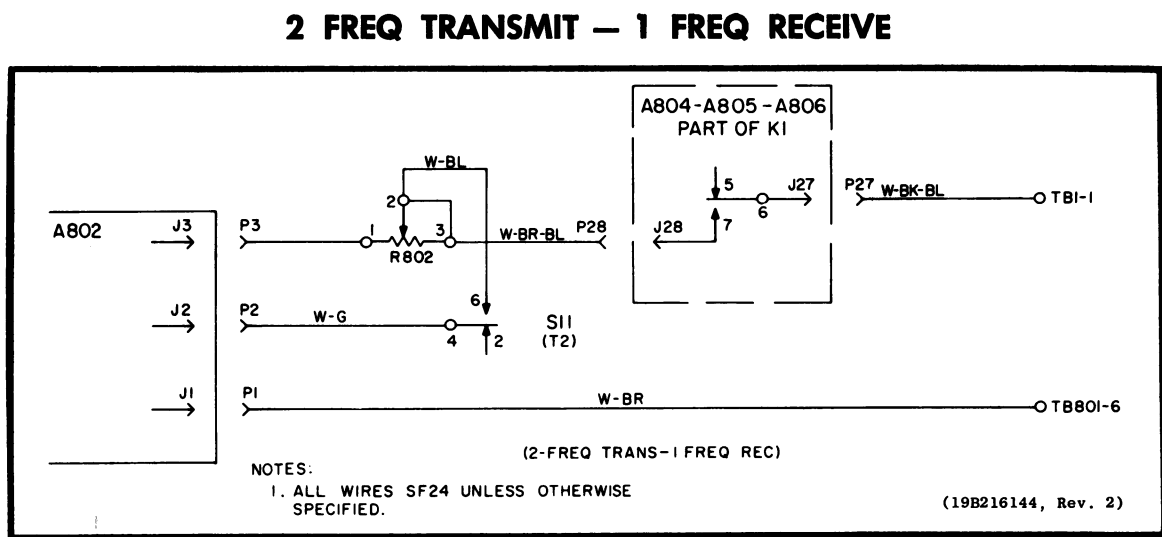 2 FREQ TRANSMIT — 1 FREQ RECEIVE
A804-A805-A806
PART OF K1
W-BL
5
J27
P27
W-BK-BL
TB1-1
2
6
A802
J3
P3
1
3
W-BR-BL
P28
J28
7
R802
6
J2
P2
W-G
S11
(T2)
4
2
J1
P1
W-BR
TB801-6
(2-FREQ TRANS-1 FREQ REC)
NOTES:
1. ALL WIRES SF24 UNLESS OTHERWISE
SPECIFIED.
(19B216144, Rev. 2)